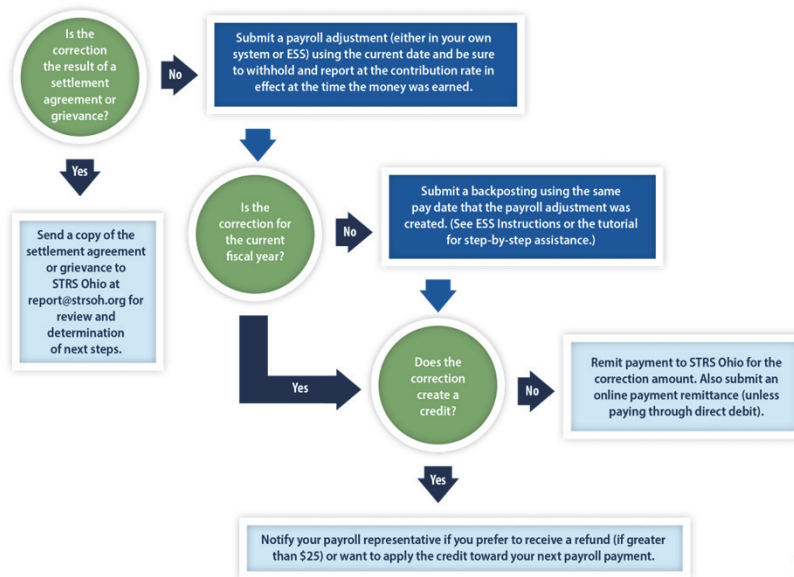 Is the
correction
the result of a
settlement
agreement or
grievance?
No
Submit a payroll adjustment (either in your own
system or ESS) using the current date and be sure
to withhold and report at the contribution rate in
effect at the time the money was earned.
Yes
Send a copy of the
settlement agreement
or grievance to
STRS Ohio at
report@strsoh.org for
review and
determination
of next steps.
Is the
correction for
the current
fiscal year?
No
Submit a backposting using the same
pay date that the payroll adjustment was
created. (See ESS Instructions or the tutorial
for step-by-step assistance.)
Yes
Does the
correction
create a
credit?
No
Remit payment to STRS Ohio for the
correction amount. Also submit an
online payment remittance (unless
paying through direct debit).
Yes
Notify your payroll representative if you prefer to receive a refund (if greater
than $25) or want to apply the credit toward your next payroll payment.